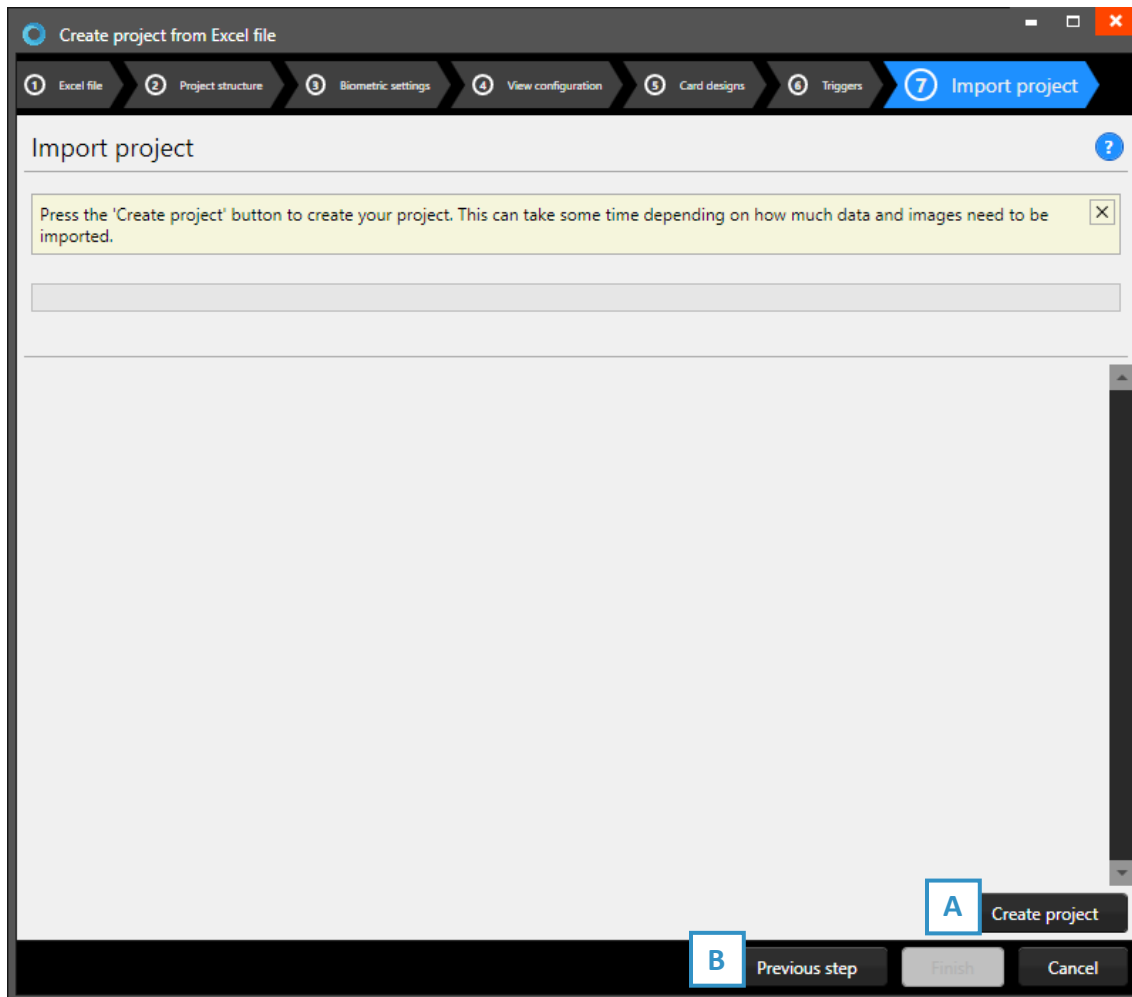 Create project from Excel file
1 Excel file 2 Project structure 3 Biometric settings 4 View configuration 5 Card designs 6 Triggers 7 Import project
Import project ?
Press the 'Create project' button to create your project. This can take some time depending on how much data and images need to be
imported.
A Create project
B Previous step Finish Cancel